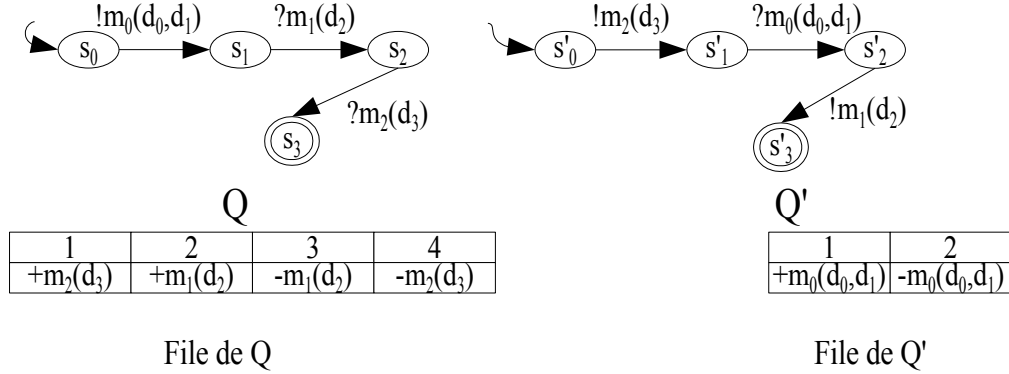 !m₀(d₀,d₁) ?m₁(d₂) !m₂(d₃) ?m₀(d₀,d₁)
s₀ s₁ s₂ s'₀ s'₁ s'₂
?m₂(d₃) !m₁(d₂)
s₃ s'₃
Q Q'
1 2 3 4 1 2
+m₂(d₃) +m₁(d₂) -m₁(d₂) -m₂(d₃) +m₀(d₀,d₁) -m₀(d₀,d₁)
File de Q File de Q'